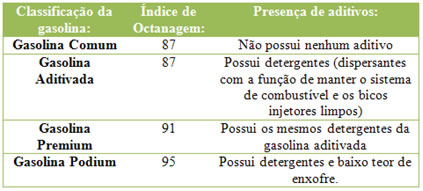 Classificação da gasolina: Índice de Octanagem: Presença de aditivos:
Gasolina Comum 87 Não possui nenhum aditivo
Gasolina Aditivada 87 Possui detergentes (dispersantes
com a função de manter o sistema
de combustível e os bicos
injetores limpos)
Gasolina Premium 91 Possui os mesmos detergentes da
gasolina aditivada
Gasolina Podium 95 Possui detergentes e baixo teor de
enxofre.